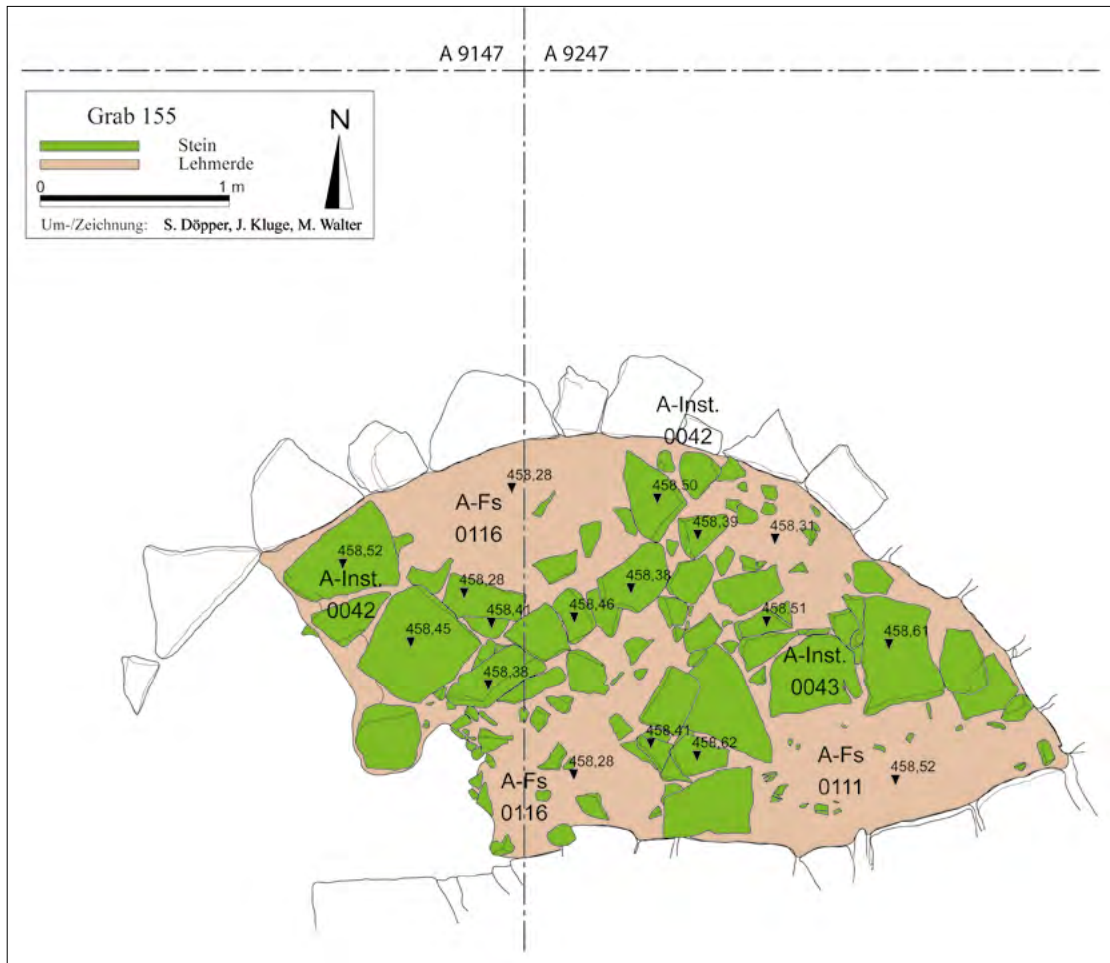 A 9147
A 9247
Grab 155
N
Stein
Lehmerde
0
1 m
Um-/Zeichnung: S. Döpper, J. Kluge, M. Walter
A-Inst.
0042
458,28
458,50
A-Fs
0116
458,39
458,31
458,52
A-Inst.
0042
458,28
458,38
458,41
458,46
458,51
458,45
458,61
A-Inst.
0043
458,38
458,41
458,62
458,28
A-Fs
0116
A-Fs
0111
458,52